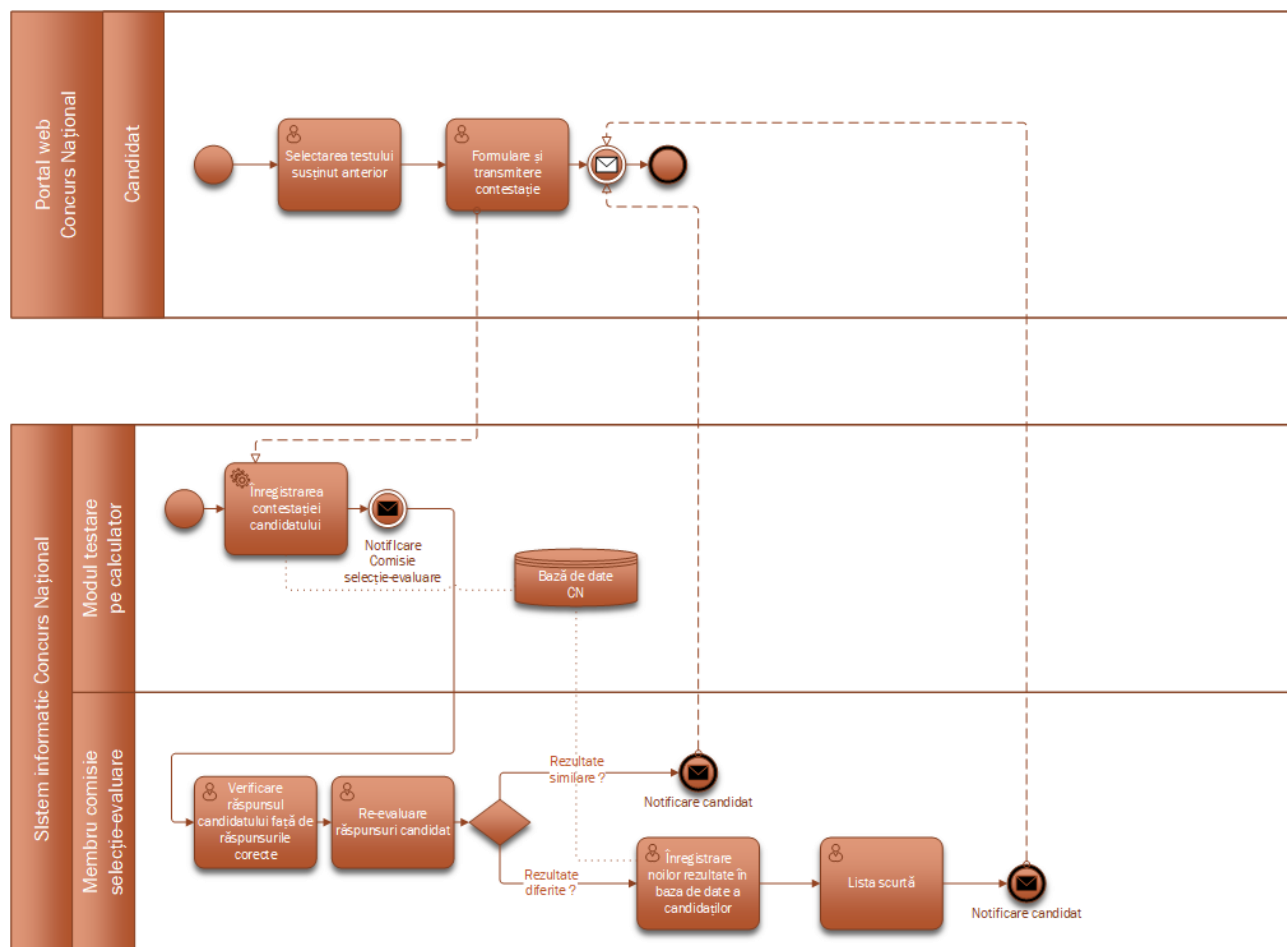 Portal web
Concurs Național
Candidat
Selectarea testului
susținut anterior
Formulare și
transmitere
contestație
SIstem informatic Concurs Național
Modul testare
pe calculator
Înregistrarea
contestației
candidatului
Notificare
Comisie
selecție-evaluare
Bază de date
CN
Membru comisie
selecție-evaluare
Verificare
răspunsul
candidatului față de
răspunsurile
corecte
Re-evaluare
răspunsuri candidat
Rezultate
similare ?
Notificare candidat
Rezultate
diferite ?
Înregistrare
noilor rezultate în
baza de date a
candidaților
Lista scurtă
Notificare candidat